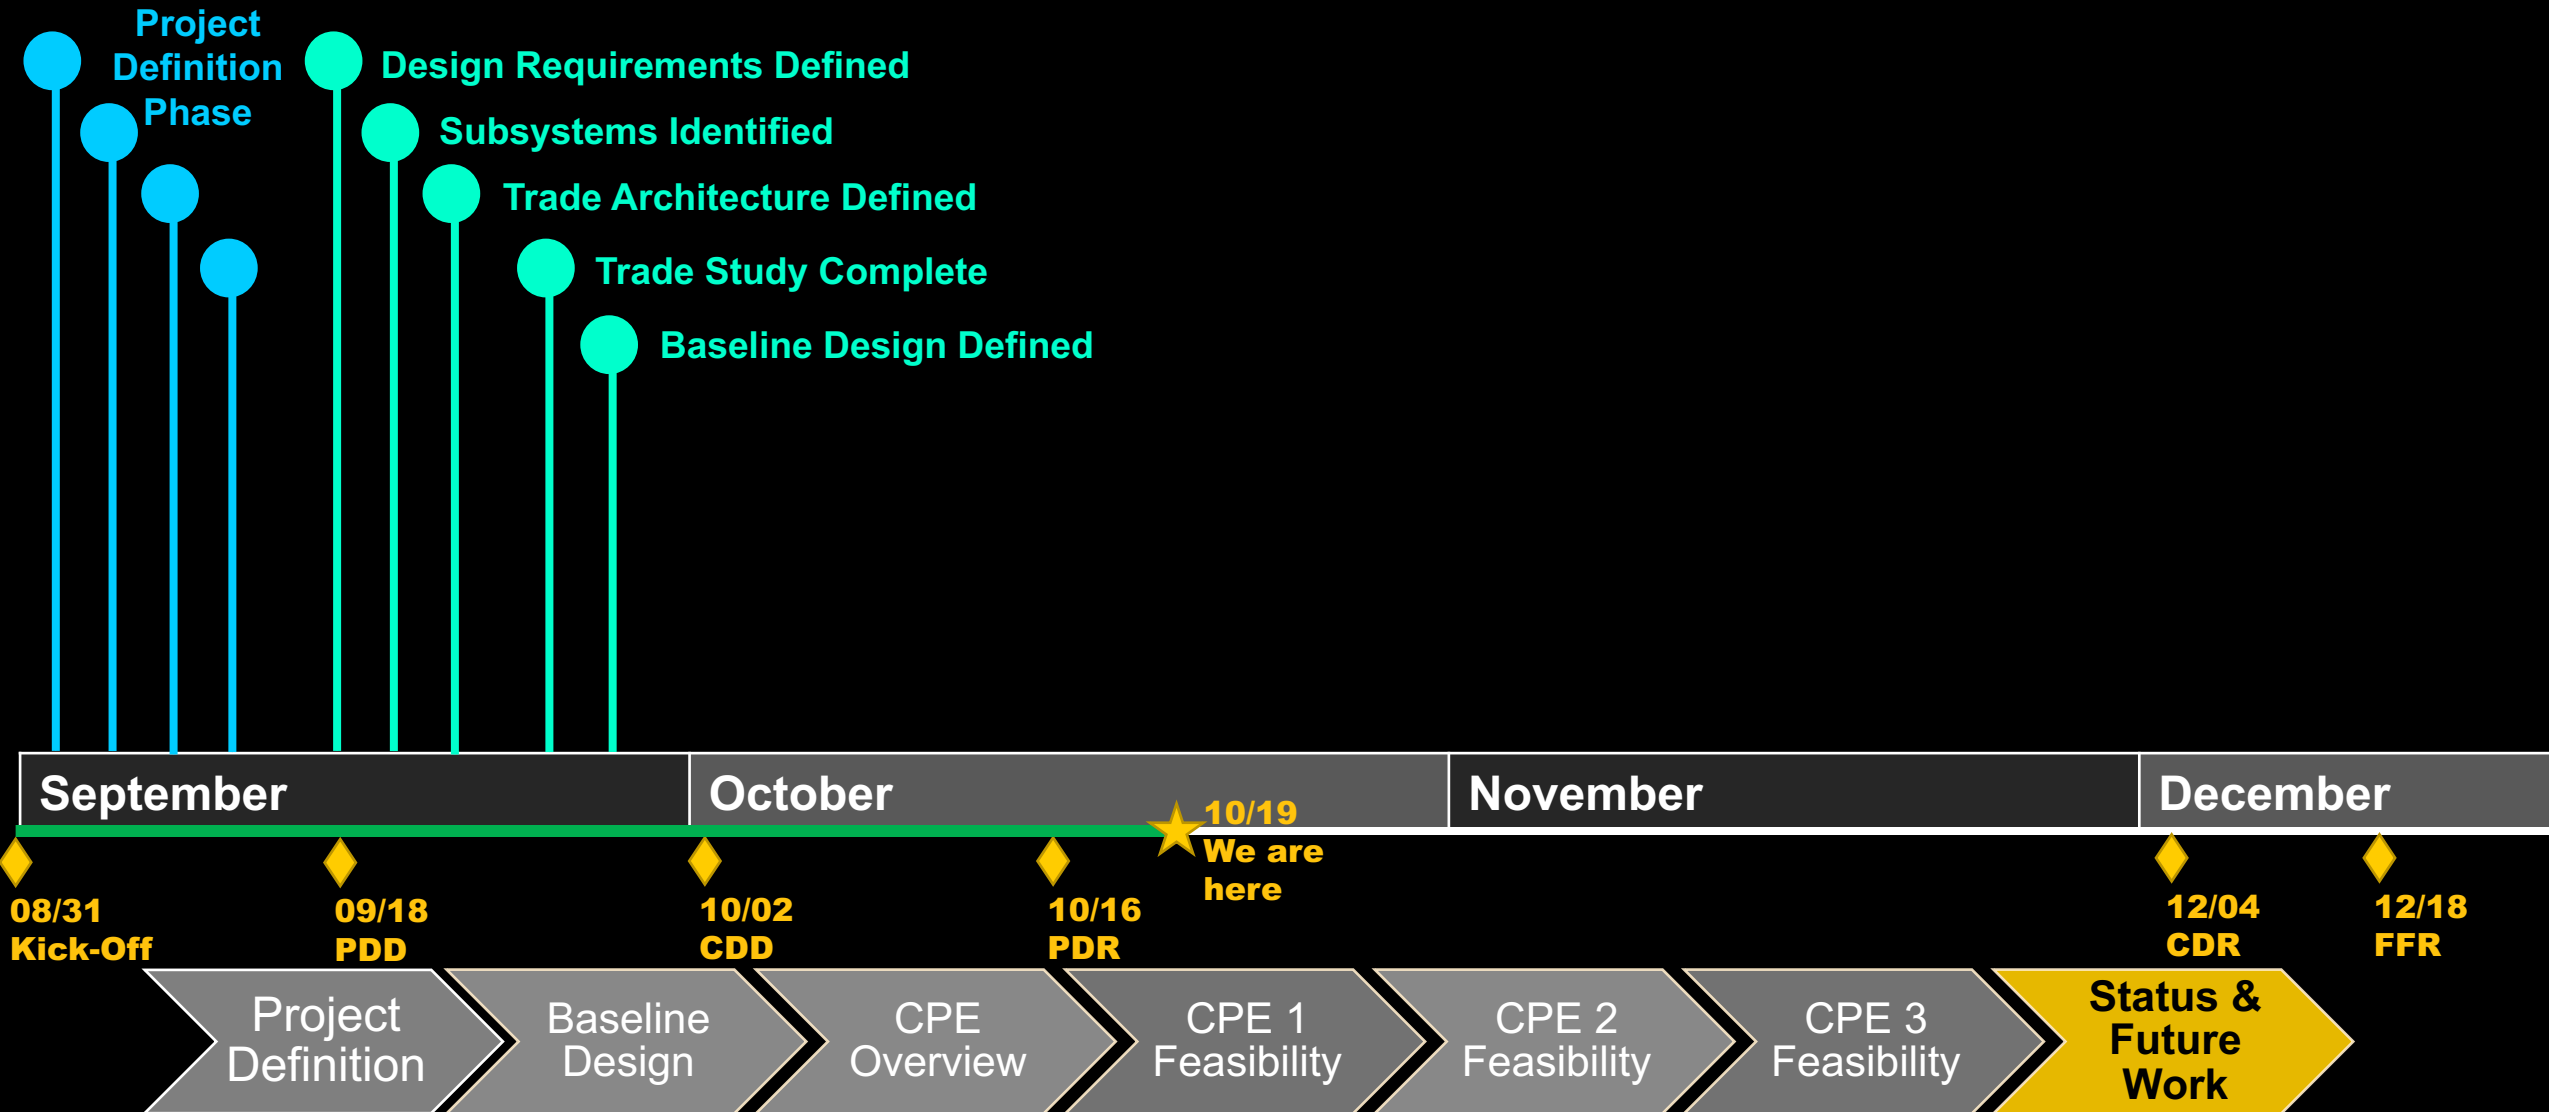 Project
Definition
Phase
Design Requirements Defined
Subsystems Identified
Trade Architecture Defined
Trade Study Complete
Baseline Design Defined
September
October
November
December
10/19
We are
here
08/31
Kick-Off
09/18
PDD
10/02
CDD
10/16
PDR
12/04
CDR
12/18
FFR
Project
Definition
Baseline
Design
CPE
Overview
CPE 1
Feasibility
CPE 2
Feasibility
CPE 3
Feasibility
Status &
Future
Work